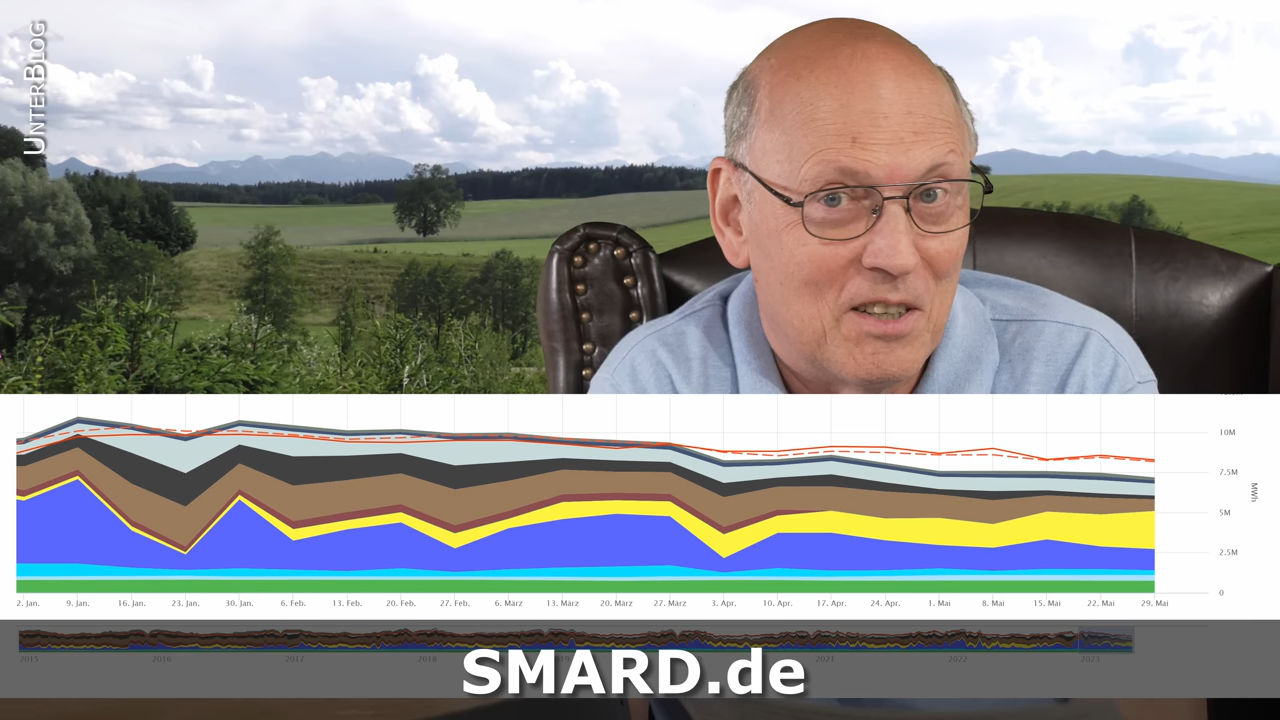 UNTERBLOG
10M
7.5M
5M
2.5M
0
MWh
2. Jan. 9. Jan. 16. Jan. 23. Jan. 30. Jan. 6. Feb. 13. Feb. 20. Feb. 27. Feb. 6. März 13. März 20. März 27. März 3. Apr. 10. Apr. 17. Apr. 24. Apr. 1. Mai 8. Mai 15. Mai 22. Mai 29. Mai
2015 2016 2017 2018 2021 2022 2023
SMARD.de